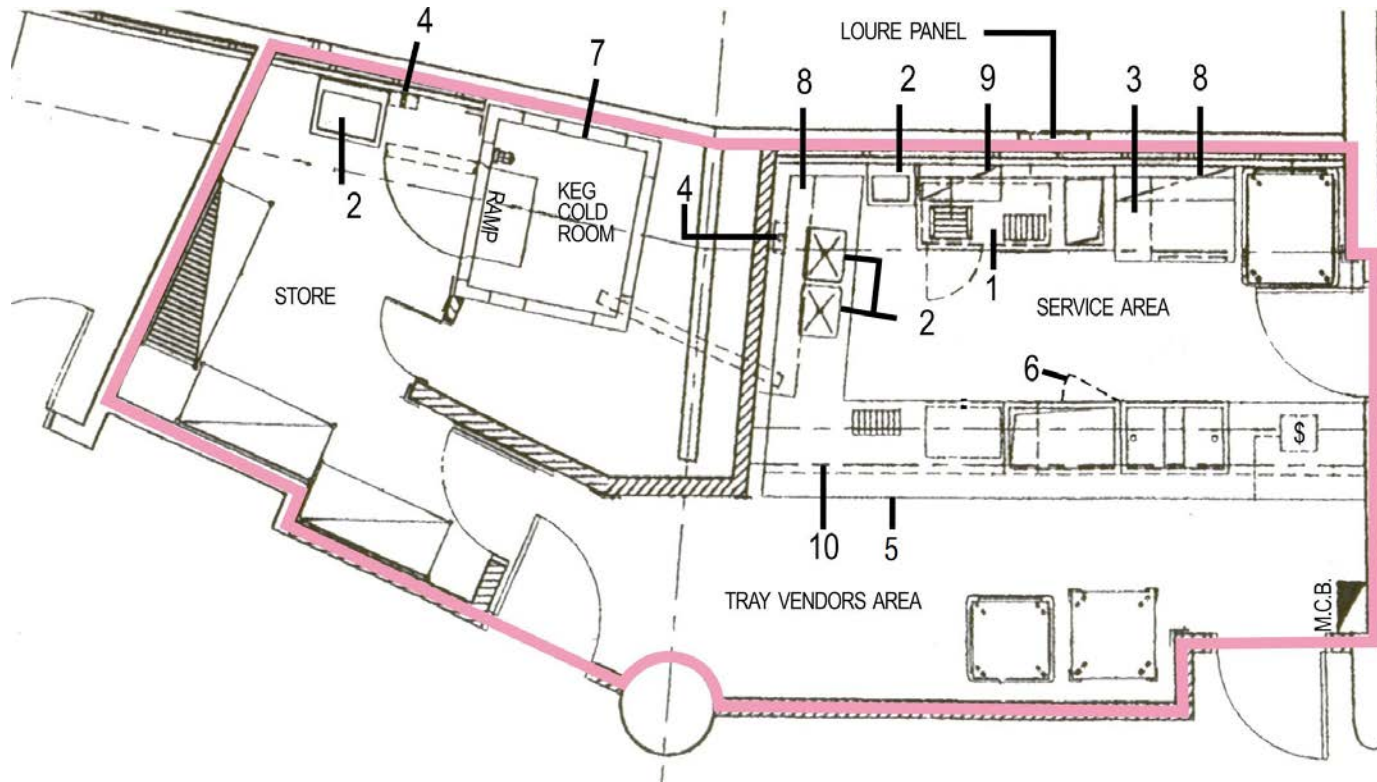 4
7
LOURE PANEL
8
2
9
3
8
2
RAMP
KEG
COLD
ROOM
4
1
STORE
2
SERVICE AREA
6
$
10
5
TRAY VENDORS AREA
M.C.B.